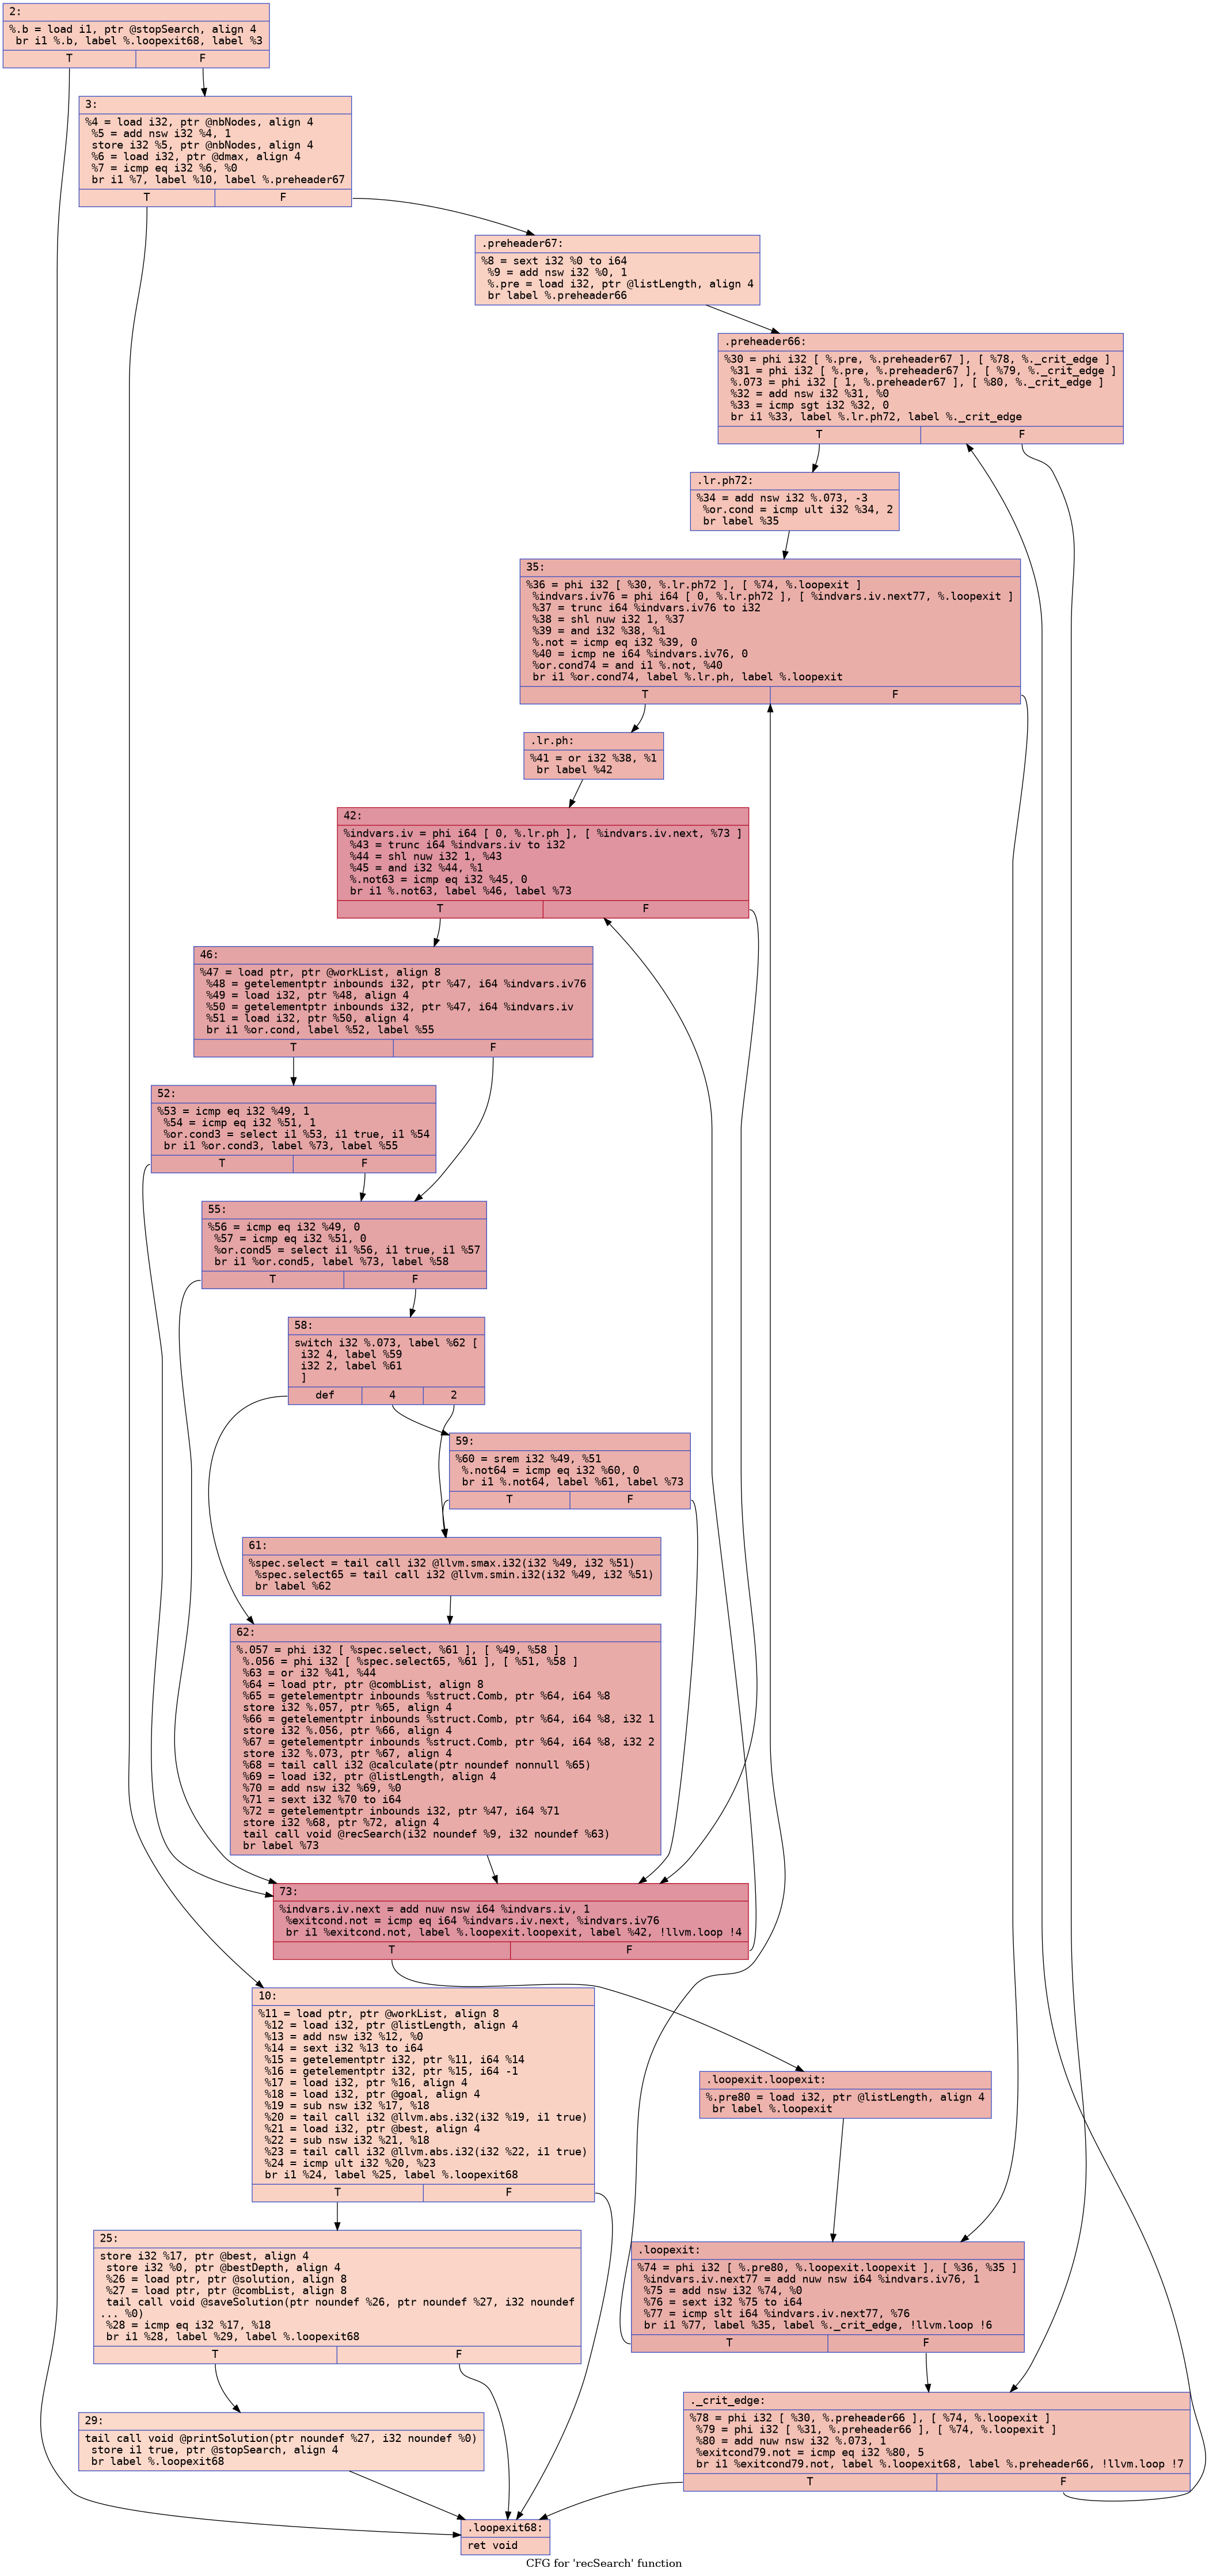 2:
%.b = load i1, ptr @stopSearch, align 4
br i1 %.b, label %.loopexit68, label %3
T F
3:
%4 = load i32, ptr @nbNodes, align 4
%5 = add nsw i32 %4, 1
store i32 %5, ptr @nbNodes, align 4
%6 = load i32, ptr @dmax, align 4
%7 = icmp eq i32 %6, %0
br i1 %7, label %10, label %.preheader67
T F
.preheader67:
%8 = sext i32 %0 to i64
%9 = add nsw i32 %0, 1
%.pre = load i32, ptr @listLength, align 4
br label %.preheader66
.preheader66:
%30 = phi i32 [ %.pre, %.preheader67 ], [ %78, %._crit_edge ]
%31 = phi i32 [ %.pre, %.preheader67 ], [ %79, %._crit_edge ]
%.073 = phi i32 [ 1, %.preheader67 ], [ %80, %._crit_edge ]
%32 = add nsw i32 %31, %0
%33 = icmp sgt i32 %32, 0
br i1 %33, label %.lr.ph72, label %._crit_edge
T F
.lr.ph72:
%34 = add nsw i32 %.073, -3
%or.cond = icmp ult i32 %34, 2
br label %35
35:
%36 = phi i32 [ %30, %.lr.ph72 ], [ %74, %.loopexit ]
%indvars.iv76 = phi i64 [ 0, %.lr.ph72 ], [ %indvars.iv.next77, %.loopexit ]
%37 = trunc i64 %indvars.iv76 to i32
%38 = shl nuw i32 1, %37
%39 = and i32 %38, %1
%.not = icmp eq i32 %39, 0
%40 = icmp ne i64 %indvars.iv76, 0
%or.cond74 = and i1 %.not, %40
br i1 %or.cond74, label %.lr.ph, label %.loopexit
T F
.lr.ph:
%41 = or i32 %38, %1
br label %42
42:
%indvars.iv = phi i64 [ 0, %.lr.ph ], [ %indvars.iv.next, %73 ]
%43 = trunc i64 %indvars.iv to i32
%44 = shl nuw i32 1, %43
%45 = and i32 %44, %1
%.not63 = icmp eq i32 %45, 0
br i1 %.not63, label %46, label %73
T F
46:
%47 = load ptr, ptr @workList, align 8
%48 = getelementptr inbounds i32, ptr %47, i64 %indvars.iv76
%49 = load i32, ptr %48, align 4
%50 = getelementptr inbounds i32, ptr %47, i64 %indvars.iv
%51 = load i32, ptr %50, align 4
br i1 %or.cond, label %52, label %55
T F
52:
%53 = icmp eq i32 %49, 1
%54 = icmp eq i32 %51, 1
%or.cond3 = select i1 %53, i1 true, i1 %54
br i1 %or.cond3, label %73, label %55
T F
55:
%56 = icmp eq i32 %49, 0
%57 = icmp eq i32 %51, 0
%or.cond5 = select i1 %56, i1 true, i1 %57
br i1 %or.cond5, label %73, label %58
T F
58:
switch i32 %.073, label %62 [
i32 4, label %59
i32 2, label %61
]
def 4 2
59:
%60 = srem i32 %49, %51
%.not64 = icmp eq i32 %60, 0
br i1 %.not64, label %61, label %73
T F
61:
%spec.select = tail call i32 @llvm.smax.i32(i32 %49, i32 %51)
%spec.select65 = tail call i32 @llvm.smin.i32(i32 %49, i32 %51)
br label %62
62:
%.057 = phi i32 [ %spec.select, %61 ], [ %49, %58 ]
%.056 = phi i32 [ %spec.select65, %61 ], [ %51, %58 ]
%63 = or i32 %41, %44
%64 = load ptr, ptr @combList, align 8
%65 = getelementptr inbounds %struct.Comb, ptr %64, i64 %8
store i32 %.057, ptr %65, align 4
%66 = getelementptr inbounds %struct.Comb, ptr %64, i64 %8, i32 1
store i32 %.056, ptr %66, align 4
%67 = getelementptr inbounds %struct.Comb, ptr %64, i64 %8, i32 2
store i32 %.073, ptr %67, align 4
%68 = tail call i32 @calculate(ptr noundef nonnull %65)
%69 = load i32, ptr @listLength, align 4
%70 = add nsw i32 %69, %0
%71 = sext i32 %70 to i64
%72 = getelementptr inbounds i32, ptr %47, i64 %71
store i32 %68, ptr %72, align 4
tail call void @recSearch(i32 noundef %9, i32 noundef %63)
br label %73
73:
%indvars.iv.next = add nuw nsw i64 %indvars.iv, 1
%exitcond.not = icmp eq i64 %indvars.iv.next, %indvars.iv76
br i1 %exitcond.not, label %.loopexit.loopexit, label %42, !llvm.loop !4
T F
10:
%11 = load ptr, ptr @workList, align 8
%12 = load i32, ptr @listLength, align 4
%13 = add nsw i32 %12, %0
%14 = sext i32 %13 to i64
%15 = getelementptr i32, ptr %11, i64 %14
%16 = getelementptr i32, ptr %15, i64 -1
%17 = load i32, ptr %16, align 4
%18 = load i32, ptr @goal, align 4
%19 = sub nsw i32 %17, %18
%20 = tail call i32 @llvm.abs.i32(i32 %19, i1 true)
%21 = load i32, ptr @best, align 4
%22 = sub nsw i32 %21, %18
%23 = tail call i32 @llvm.abs.i32(i32 %22, i1 true)
%24 = icmp ult i32 %20, %23
br i1 %24, label %25, label %.loopexit68
T F
.loopexit.loopexit:
%.pre80 = load i32, ptr @listLength, align 4
br label %.loopexit
25:
store i32 %17, ptr @best, align 4
store i32 %0, ptr @bestDepth, align 4
%26 = load ptr, ptr @solution, align 8
%27 = load ptr, ptr @combList, align 8
tail call void @saveSolution(ptr noundef %26, ptr noundef %27, i32 noundef
... %0)
%28 = icmp eq i32 %17, %18
br i1 %28, label %29, label %.loopexit68
T F
.loopexit:
%74 = phi i32 [ %.pre80, %.loopexit.loopexit ], [ %36, %35 ]
%indvars.iv.next77 = add nuw nsw i64 %indvars.iv76, 1
%75 = add nsw i32 %74, %0
%76 = sext i32 %75 to i64
%77 = icmp slt i64 %indvars.iv.next77, %76
br i1 %77, label %35, label %._crit_edge, !llvm.loop !6
T F
._crit_edge:
%78 = phi i32 [ %30, %.preheader66 ], [ %74, %.loopexit ]
%79 = phi i32 [ %31, %.preheader66 ], [ %74, %.loopexit ]
%80 = add nuw nsw i32 %.073, 1
%exitcond79.not = icmp eq i32 %80, 5
br i1 %exitcond79.not, label %.loopexit68, label %.preheader66, !llvm.loop !7
T F
29:
tail call void @printSolution(ptr noundef %27, i32 noundef %0)
store i1 true, ptr @stopSearch, align 4
br label %.loopexit68
.loopexit68:
ret void
CFG for 'recSearch' function